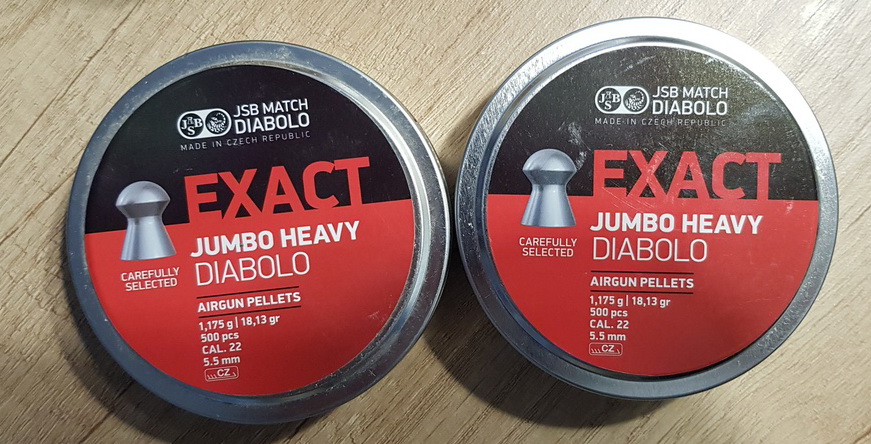 JSB
JSB MATCH
DIABOLO
MADE IN CZECH REPUBLIC
EXACT
JUMBO HEAVY
DIABOLO
CAREFULLY
SELECTED
AIRGUN PELLETS
1,175 g | 18,13 gr
500 pcs
CAL. 22
5.5 mm
CZ
JSB
JSB MATCH
DIABOLO
MADE IN CZECH REPUBLIC
EXACT
JUMBO HEAVY
DIABOLO
CAREFULLY
SELECTED
AIRGUN PELLETS
1,175 g | 18,13 gr
500 pcs
CAL. 22
5.5 mm
CZ